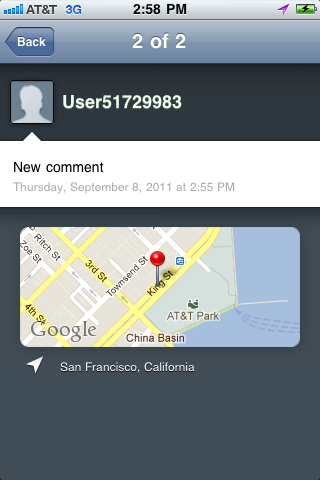 AT&T 3G 2:58 PM
Back
2 of 2
User51729983
New comment
Thursday, September 8, 2011 at 2:55 PM
Ritch St
Zoe St
3rd St
Townsend St
King St
4th St
AT&T Park
Google
China Basin
San Francisco, California